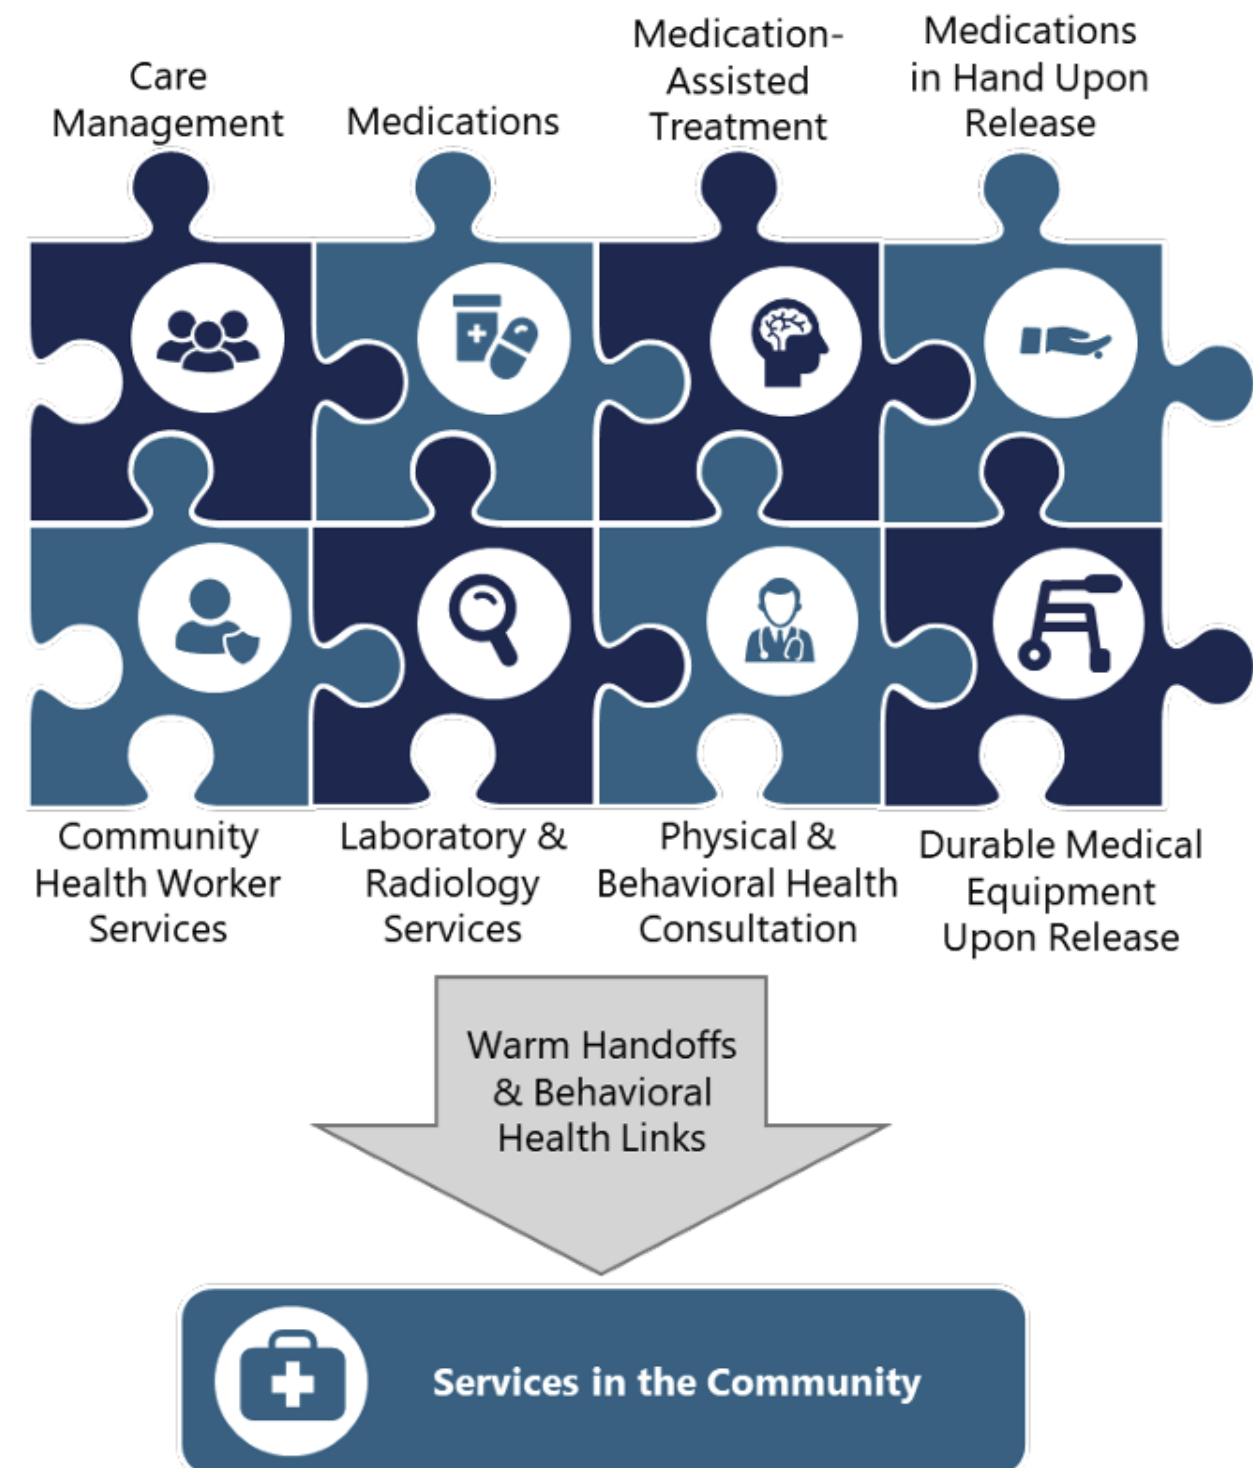 Care
Management
Medications
Medication-
Assisted
Treatment
Medications
in Hand Upon
Release
Community
Health Worker
Services
Laboratory &
Radiology
Services
Physical &
Behavioral Health
Consultation
Durable Medical
Equipment
Upon Release
Warm Handoffs
& Behavioral
Health Links
Services in the Community